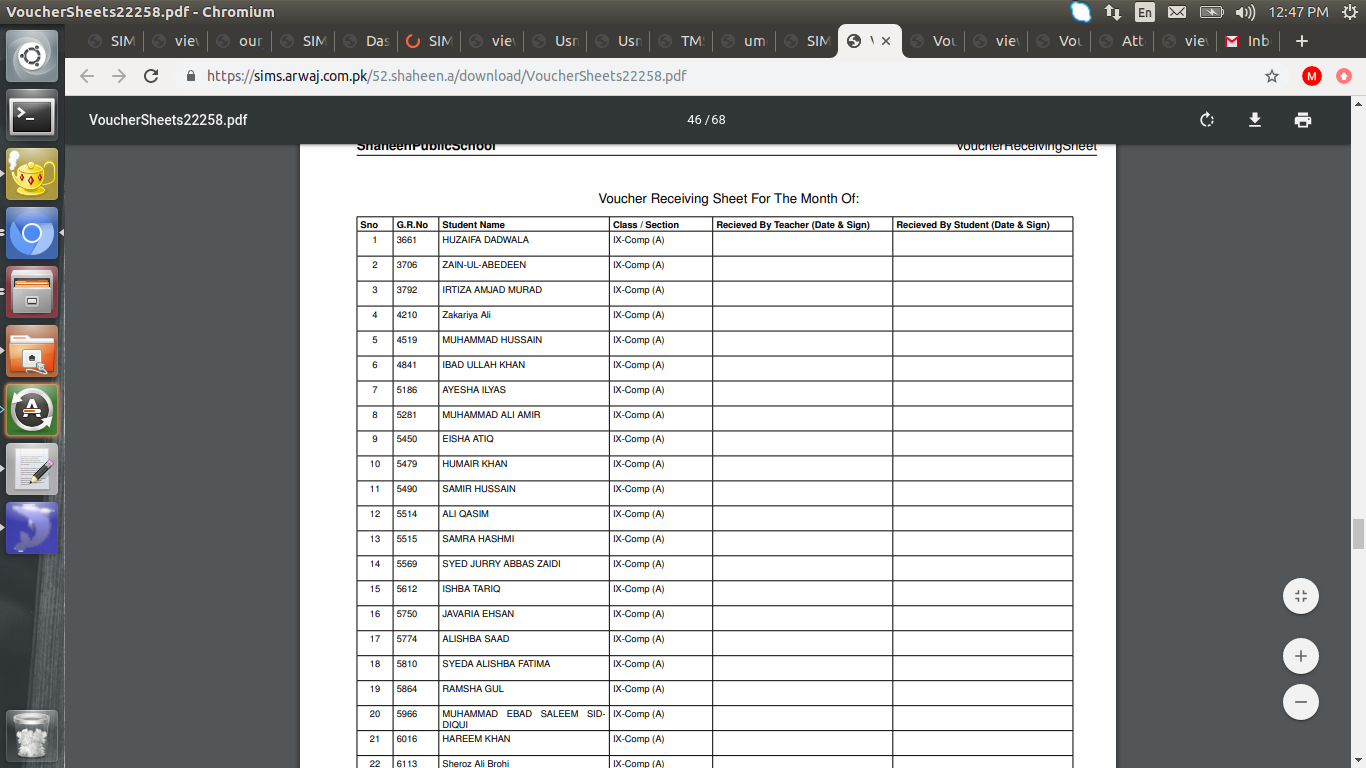 VoucherSheets22258.pdf - Chromium
En
12:47 PM
SIM
view
our
SIM
Das
SIM
view
Usr
Usr
TMS
um
SIM
Vou
view
Vou
Atte
view
Inb
https://sims.arwaj.com.pk/52.shaheen.a/download/VoucherSheets22258.pdf
M
VoucherSheets22258.pdf
46 / 68
ShaheenPublicSchool VoucherReceivingSheet
Voucher Receiving Sheet For The Month Of:
Sno G.R.No Student Name Class / Section Recieved By Teacher (Date & Sign) Recieved By Student (Date & Sign)
1 3661 HUZAIFA DADWALA IX-Comp (A)
2 3706 ZAIN-UL-ABEDEEN IX-Comp (A)
3 3792 IRTIZA AMJAD MURAD IX-Comp (A)
4 4210 Zakariya Ali IX-Comp (A)
5 4519 MUHAMMAD HUSSAIN IX-Comp (A)
6 4841 IBAD ULLAH KHAN IX-Comp (A)
7 5186 AYESHA ILYAS IX-Comp (A)
8 5281 MUHAMMAD ALI AMIR IX-Comp (A)
9 5450 EISHA ATIQ IX-Comp (A)
10 5479 HUMAIR KHAN IX-Comp (A)
11 5490 SAMIR HUSSAIN IX-Comp (A)
12 5514 ALI QASIM IX-Comp (A)
13 5515 SAMRA HASHMI IX-Comp (A)
14 5569 SYED JURRY ABBAS ZAIDI IX-Comp (A)
15 5612 ISHBA TARIQ IX-Comp (A)
16 5750 JAVARIA EHSAN IX-Comp (A)
17 5774 ALISHBA SAAD IX-Comp (A)
18 5810 SYEDA ALISHBA FATIMA IX-Comp (A)
19 5864 RAMSHA GUL IX-Comp (A)
20 5966 MUHAMMAD EBAD SALEEM SID- IX-Comp (A)
DIQUI
21 6016 HAREEM KHAN IX-Comp (A)
22 6113 Sheroz Ali Brohi IX-Comp (A)